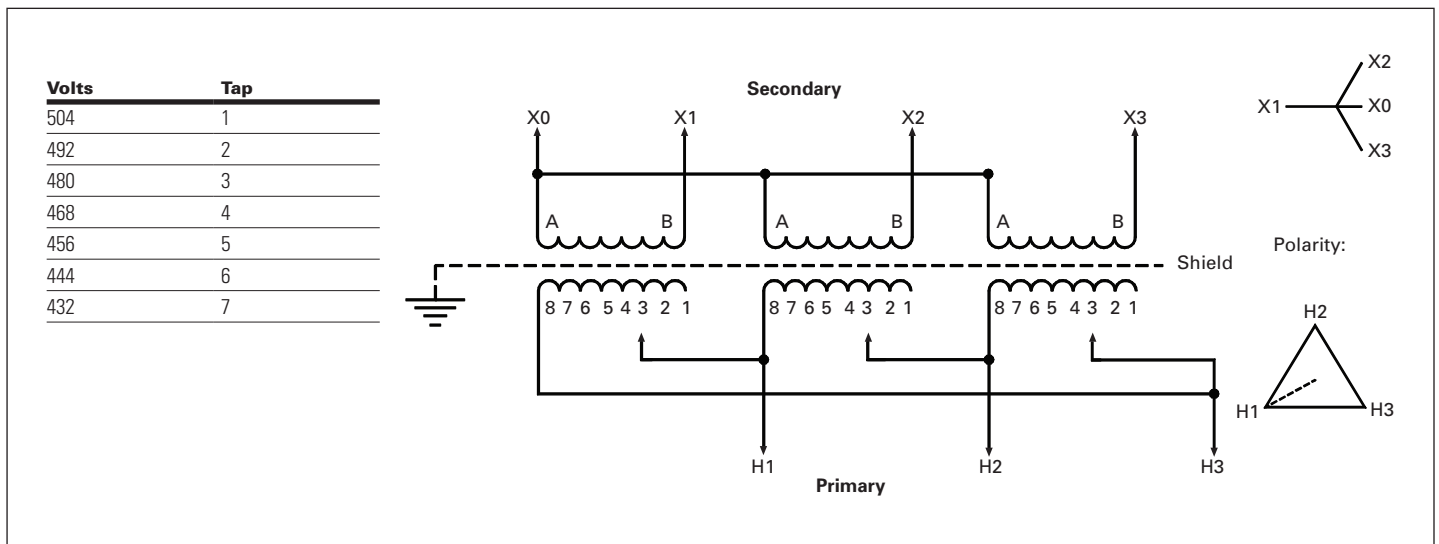 Volts Tap
504 1
492 2
480 3
468 4
456 5
444 6
432 7
Secondary
X0 X1 X2 X3
A B A B A B
Shield
8 7 6 5 4 3 2 1 8 7 6 5 4 3 2 1 8 7 6 5 4 3 2 1
H1 H2 H3
Primary
X2
X1 X0
X3
Polarity:
H2
H1 H3